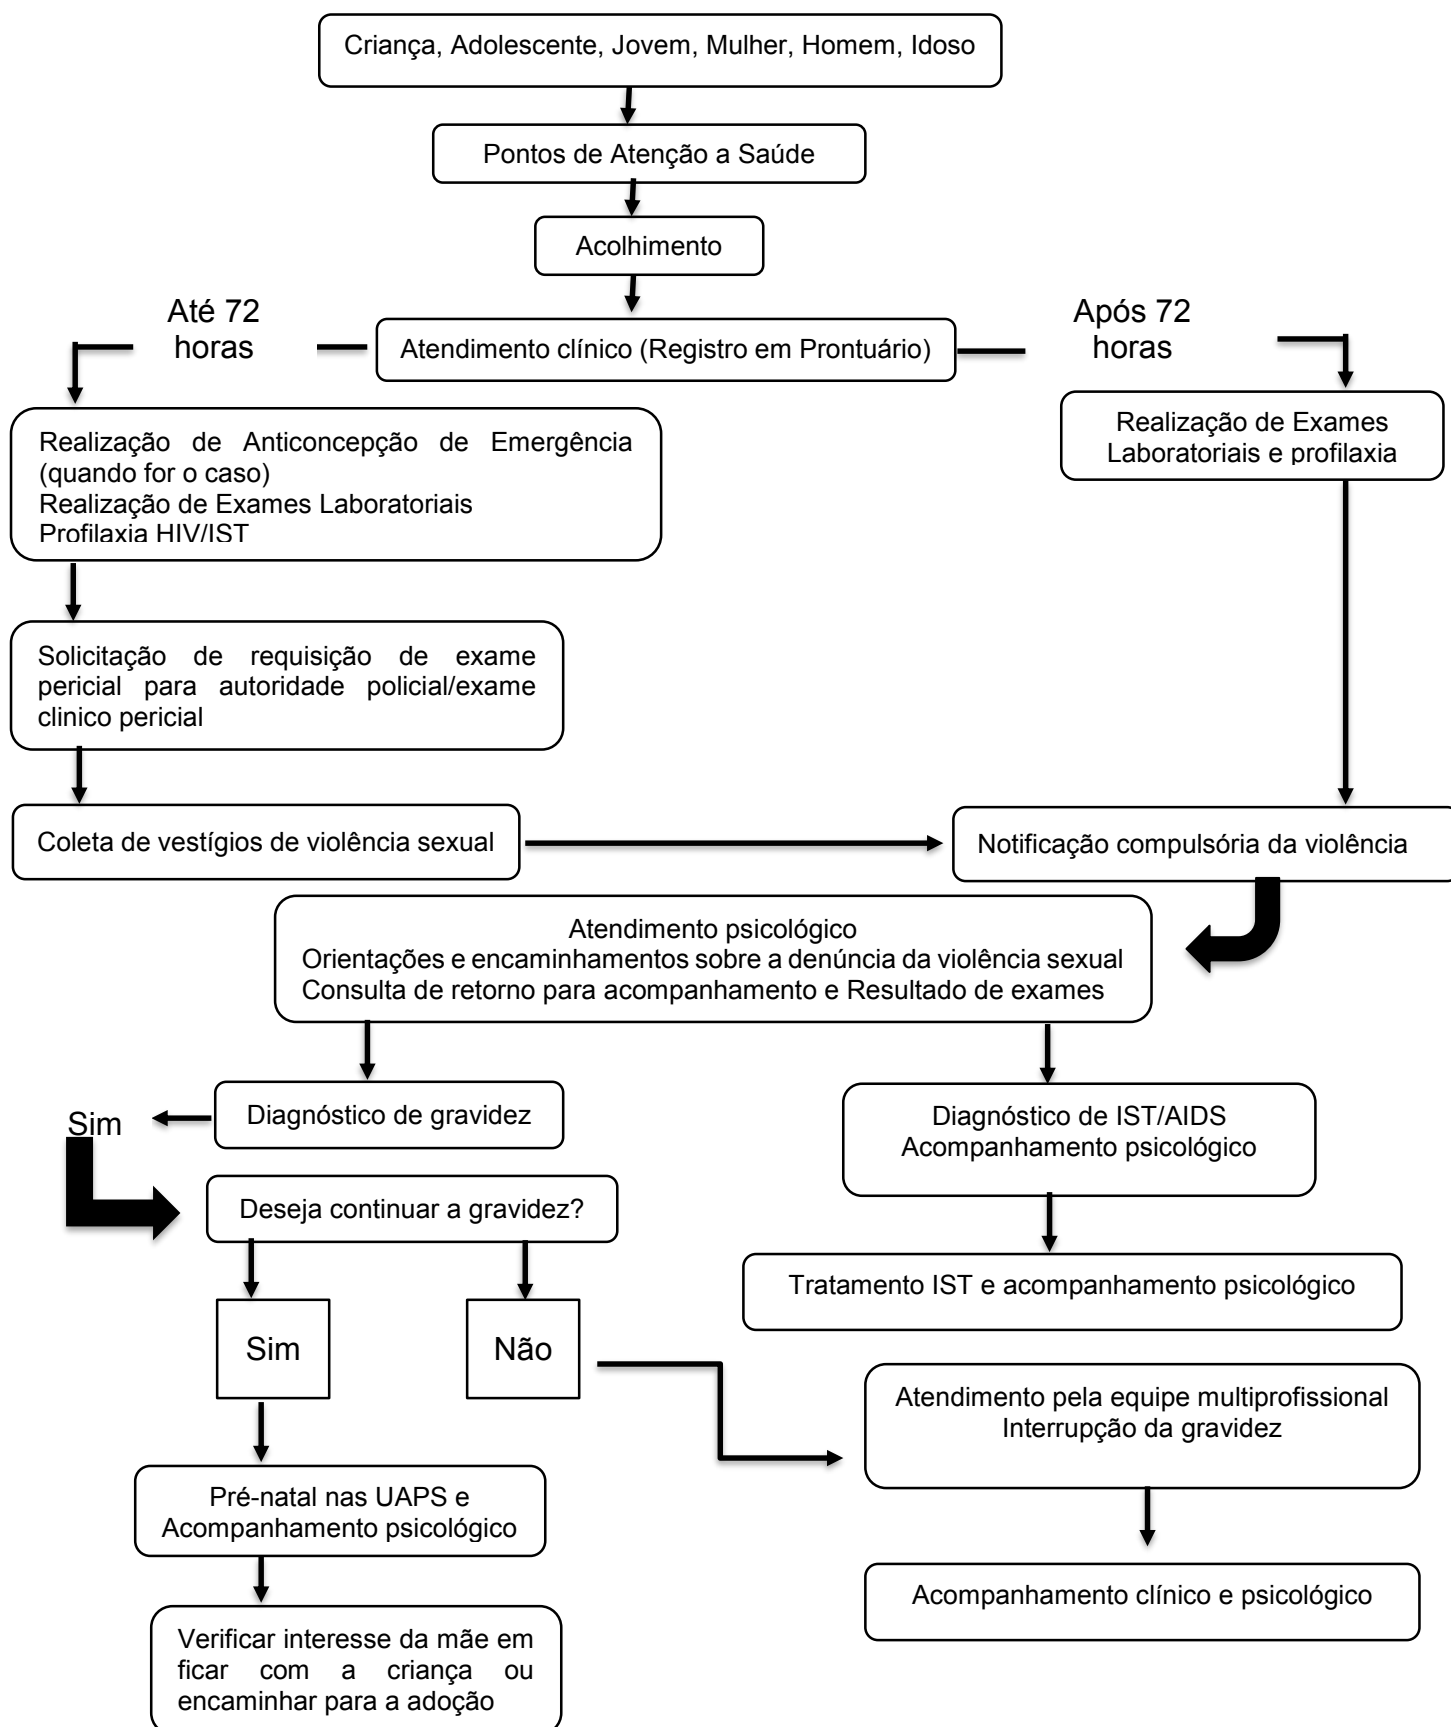 Criança, Adolescente, Jovem, Mulher, Homem, Idoso
Pontos de Atenção a Saúde
Acolhimento
Até 72
horas
Atendimento clínico (Registro em Prontuário)
Após 72
horas
Realização de Anticoncepção de Emergência
(quando for o caso)
Realização de Exames Laboratoriais
Profilaxia HIV/IST
Realização de Exames
Laboratoriais e profilaxia
Solicitação de requisição de exame
pericial para autoridade policial/exame
clinico pericial
Coleta de vestígios de violência sexual
Notificação compulsória da violência
Atendimento psicológico
Orientações e encaminhamentos sobre a denúncia da violência sexual
Consulta de retorno para acompanhamento e Resultado de exames
Sim
Diagnóstico de gravidez
Diagnóstico de IST/AIDS
Acompanhamento psicológico
Deseja continuar a gravidez?
Tratamento IST e acompanhamento psicológico
Sim
Não
Atendimento pela equipe multiprofissional
Interrupção da gravidez
Pré-natal nas UAPS e
Acompanhamento psicológico
Acompanhamento clínico e psicológico
Verificar interesse da mãe em
ficar com a criança ou
encaminhar para a adoção